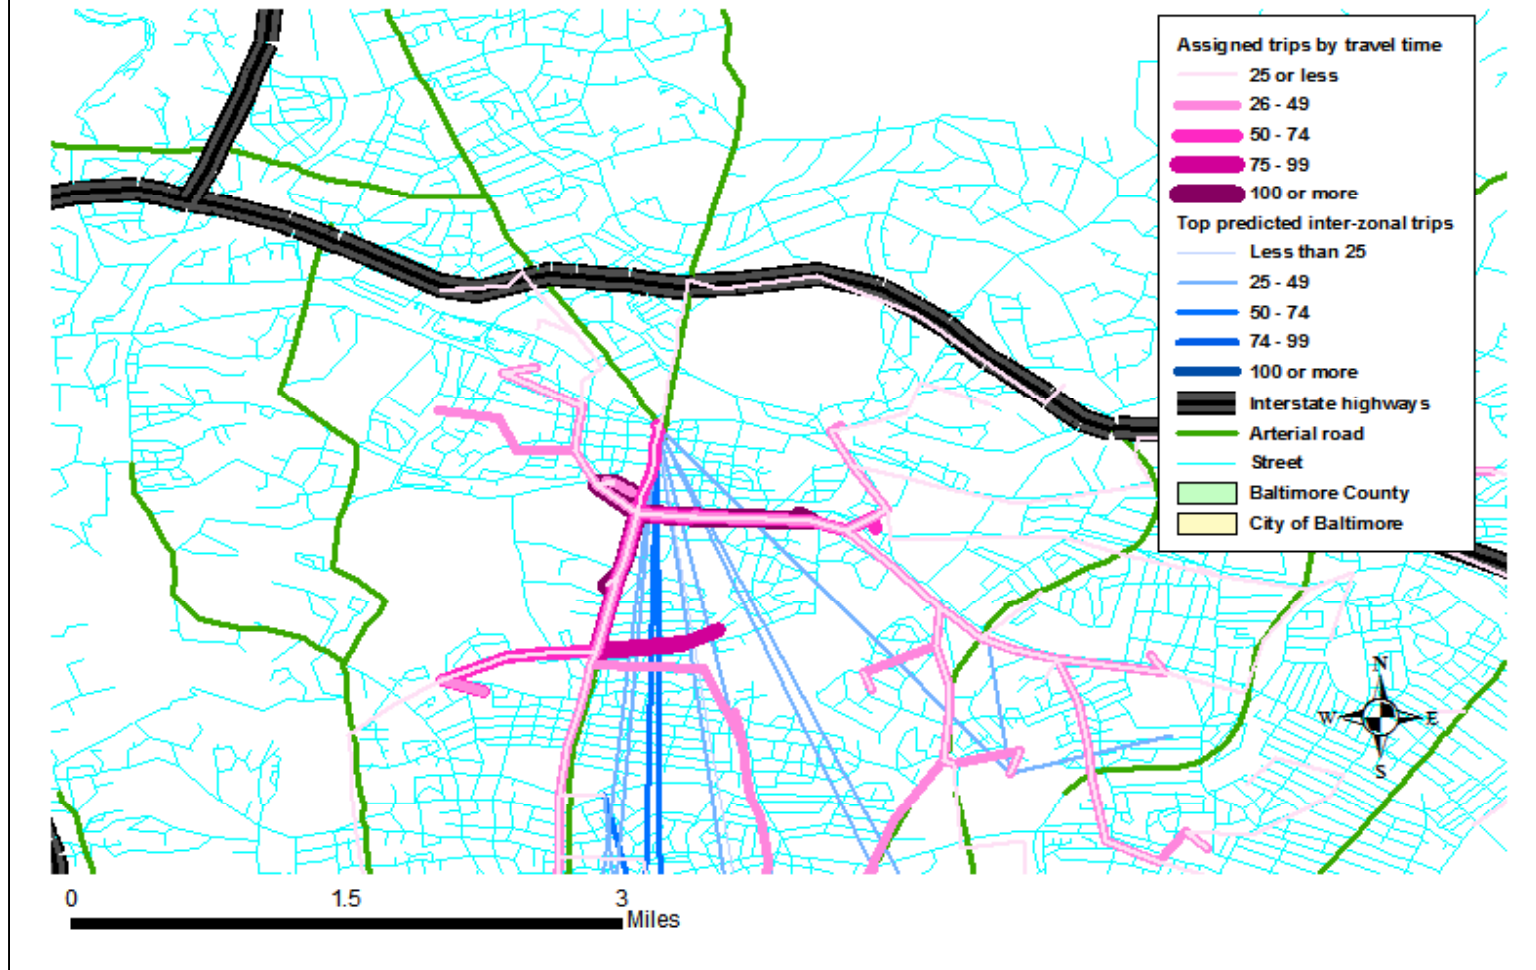 Assigned trips by travel time
25 or less
26 - 49
50 - 74
75 - 99
100 or more
Top predicted inter-zonal trips
Less than 25
25 - 49
50 - 74
74 - 99
100 or more
Interstate highways
Arterial road
Street
Baltimore County
City of Baltimore
N
W E
S
0 1.5 3
Miles